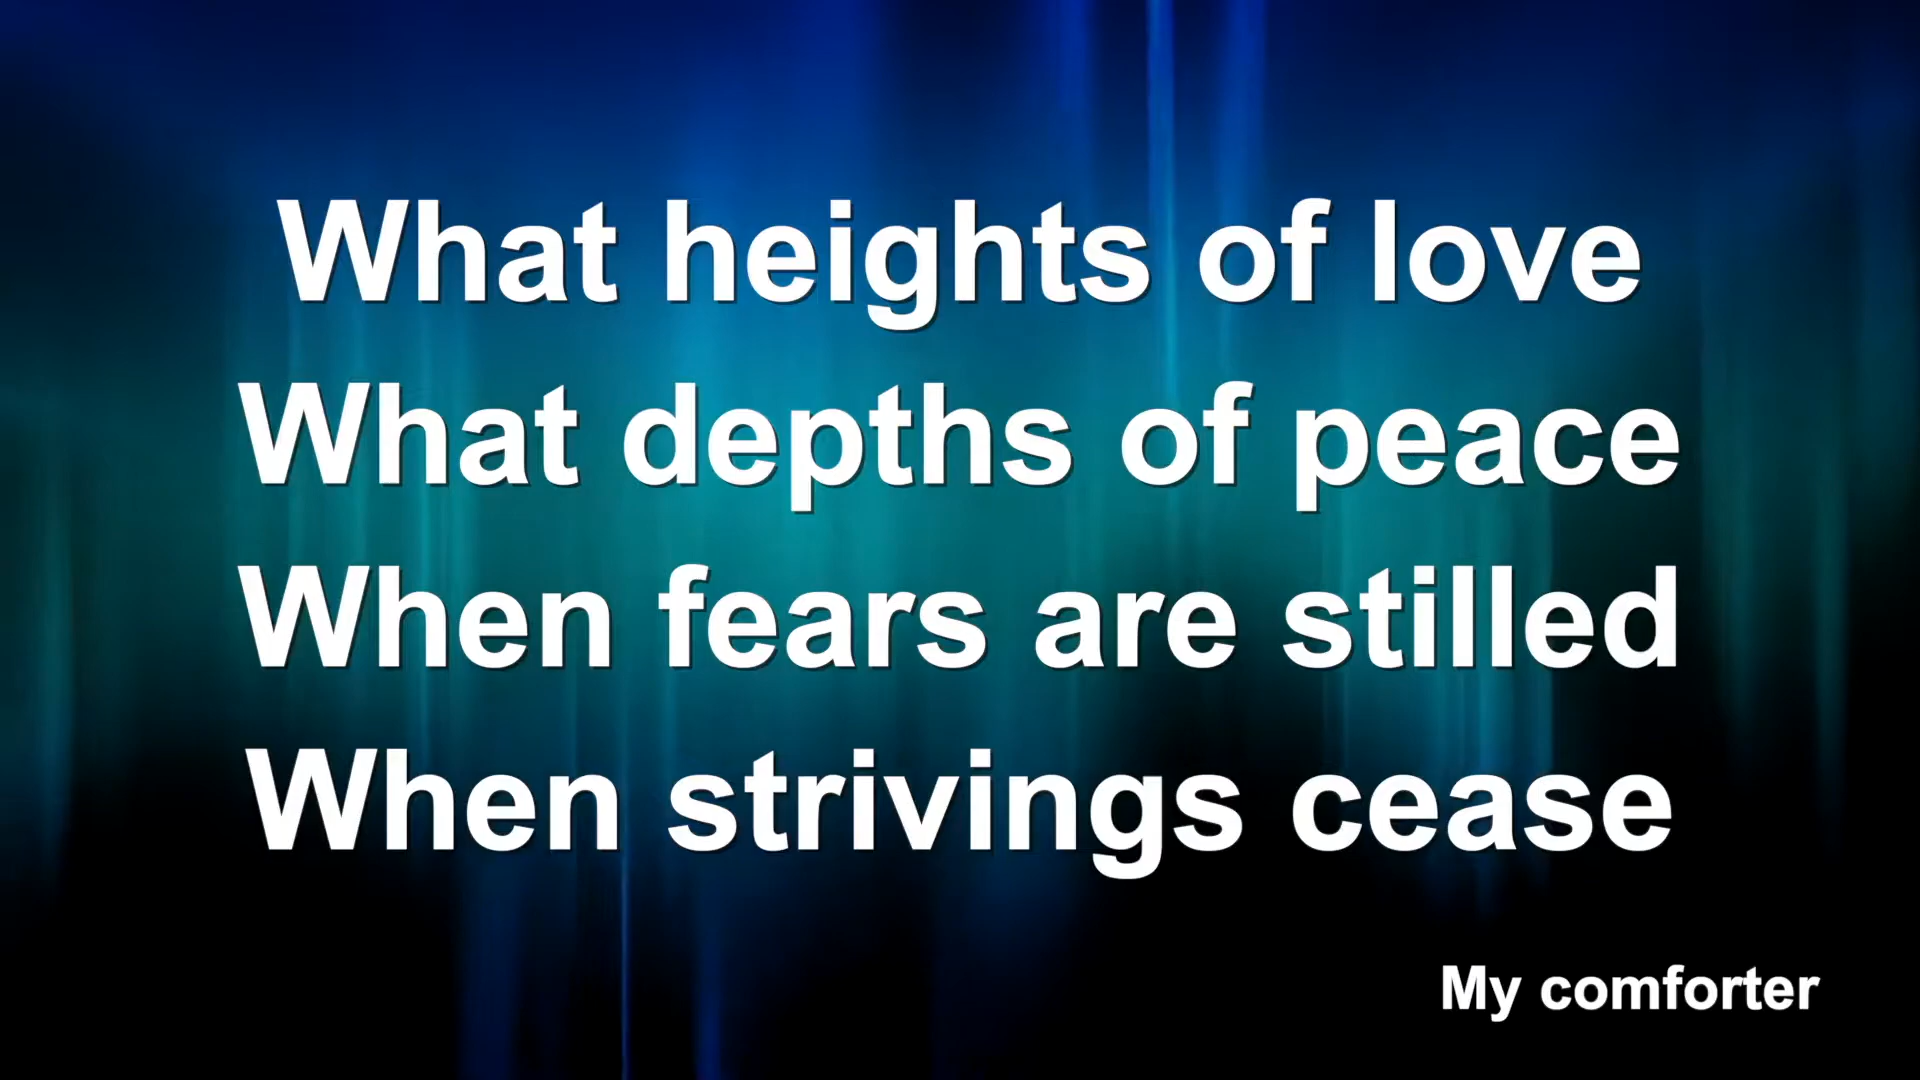 What heights of love
What depths of peace
When fears are stilled
When strivings cease
My comforter